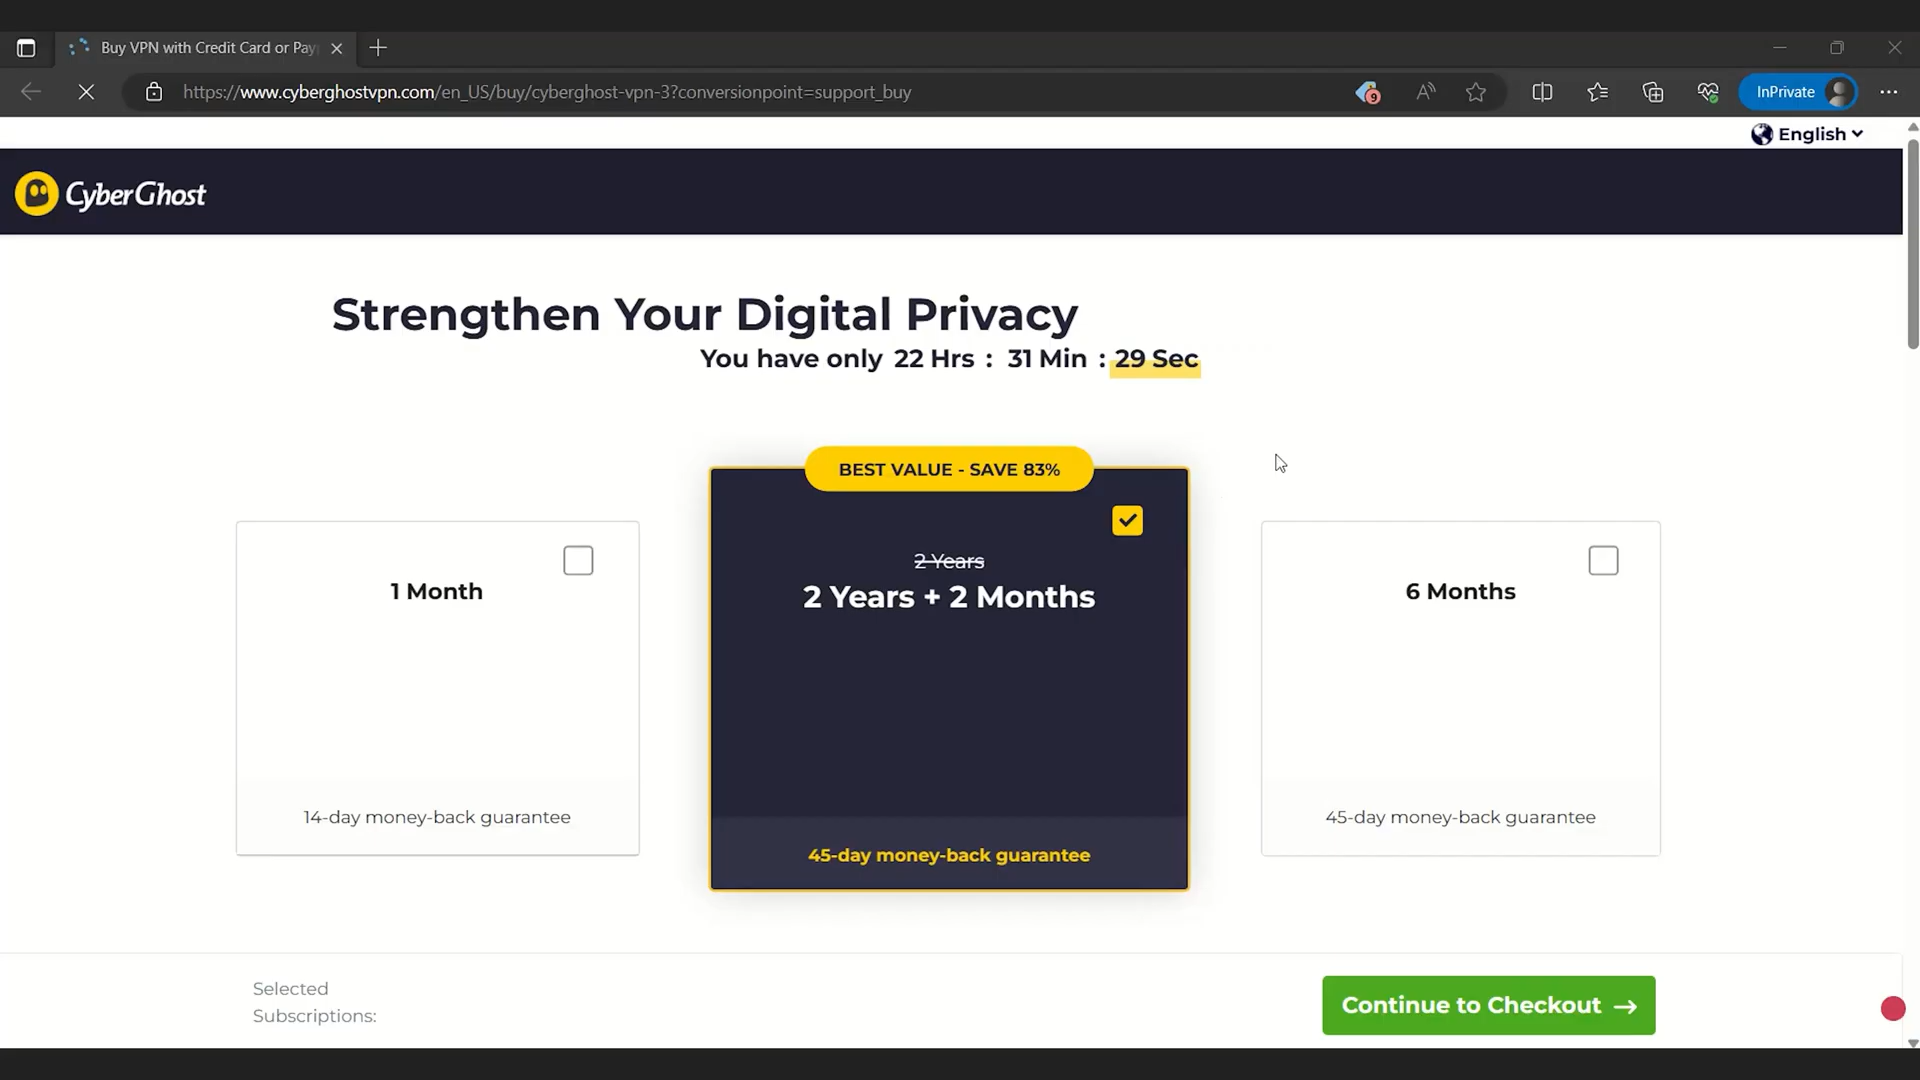 Buy VPN with Credit Card or Pay
https://www.cyberghostvpn.com/en_US/buy/cyberghost-vpn-3?conversionpoint=support_buy
A
9
InPrivate
English
CyberGhost
Strengthen Your Digital Privacy
You have only 22 Hrs : 31 Min : 29 Sec
BEST VALUE - SAVE 83%
2 Years
2 Years + 2 Months
1 Month
6 Months
14-day money-back guarantee
45-day money-back guarantee
45-day money-back guarantee
Selected
Subscriptions:
Continue to Checkout →